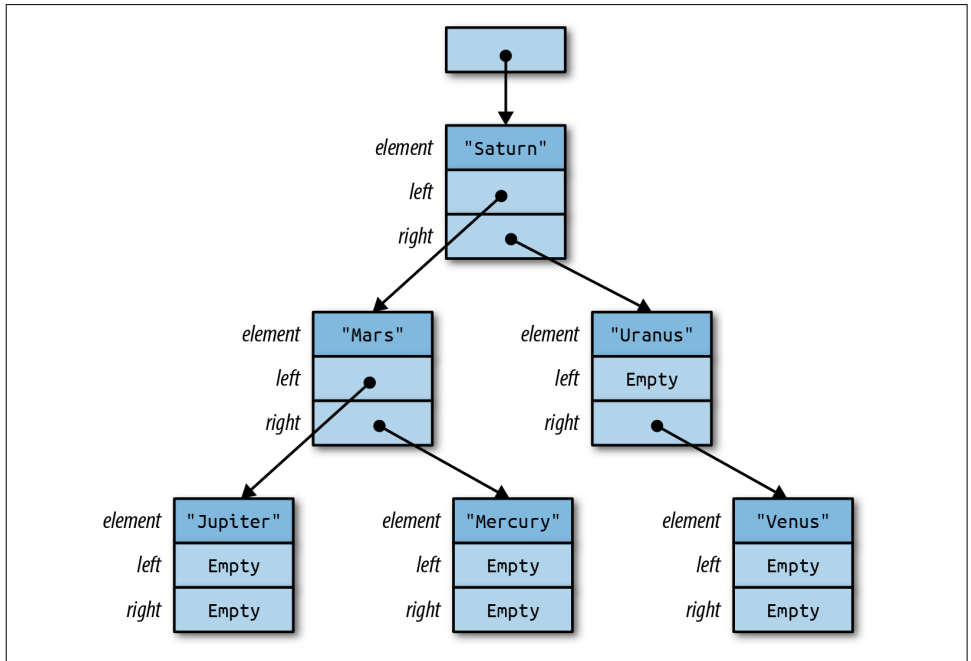 element "Saturn"
left
right
element "Mars" element "Uranus"
left left Empty
right right
element "Jupiter" element "Mercury" element "Venus"
left Empty left Empty left Empty
right Empty right Empty right Empty